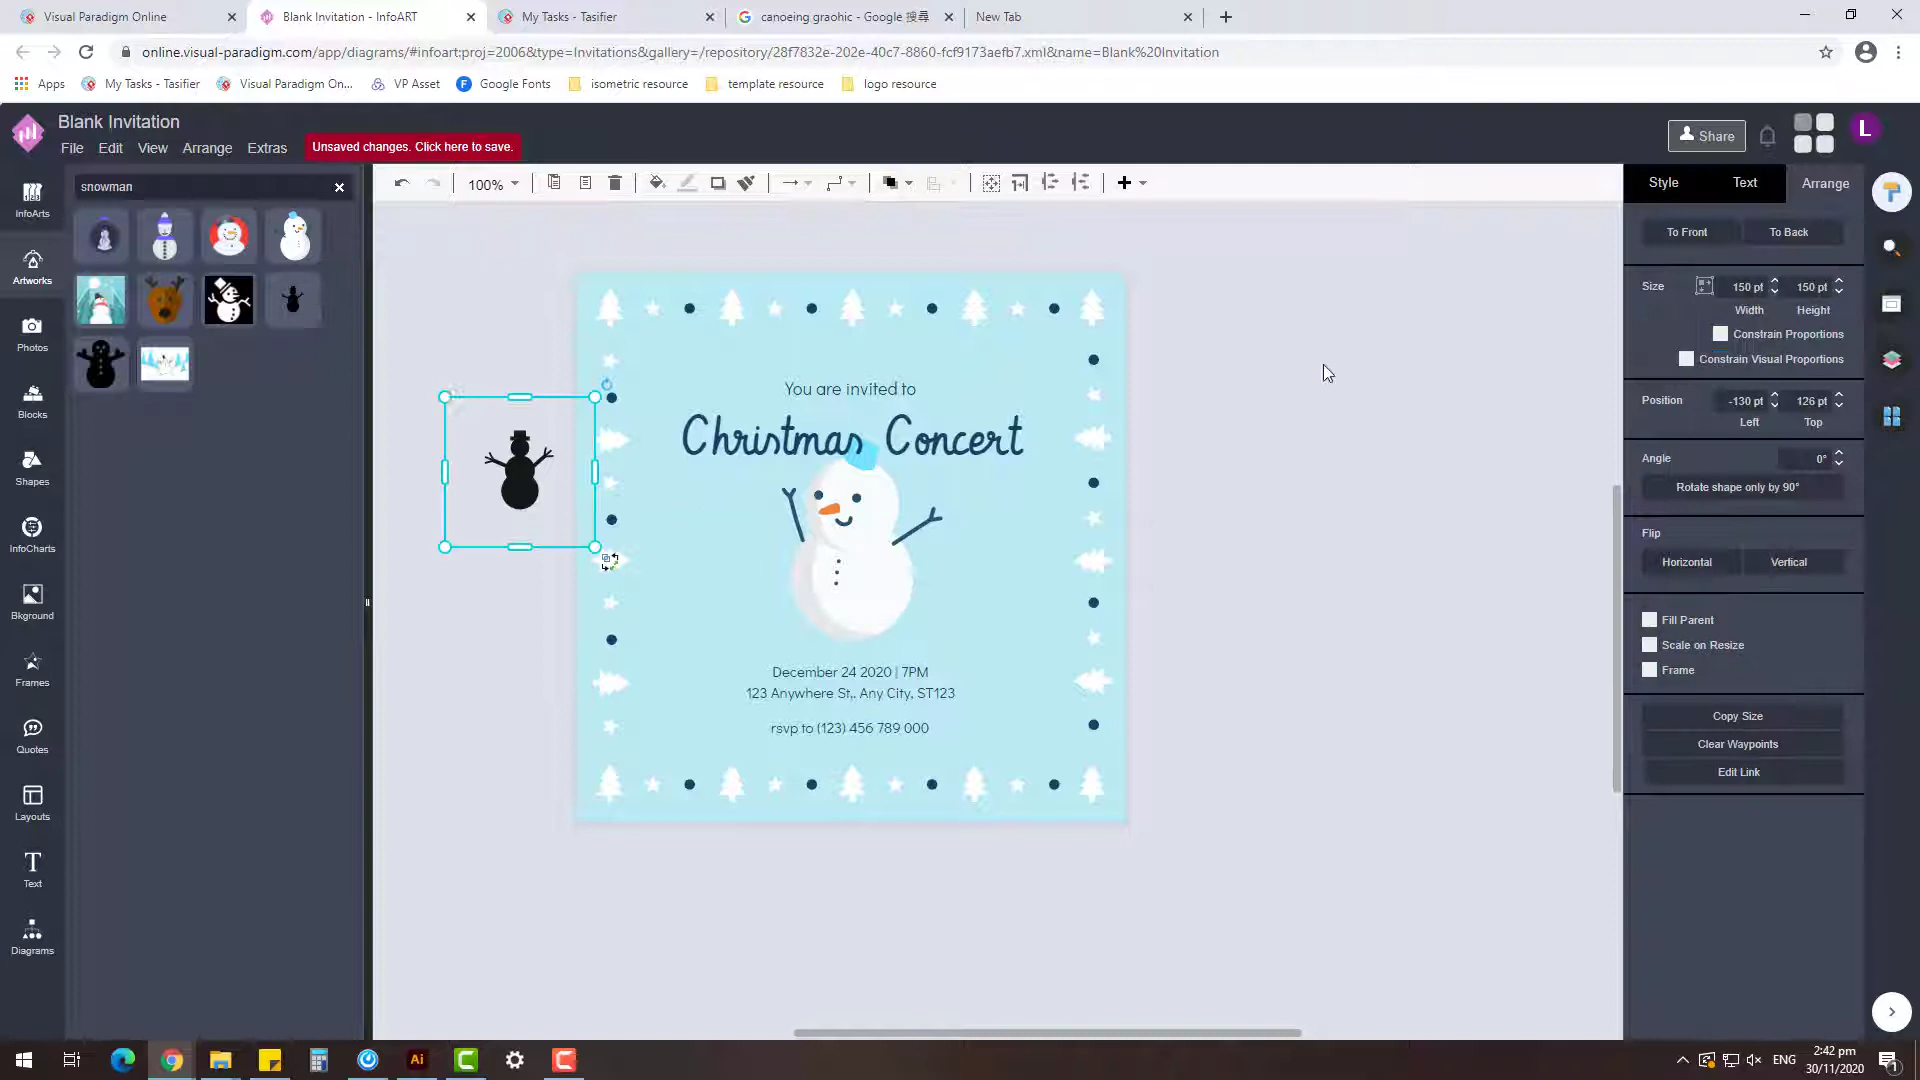 Visual Paradigm Online
Blank Invitation - InfoART
My Tasks - Tasifier
canoeing graohic - Google 搜尋
New Tab
online.visual-paradigm.com/app/diagrams/#infoart:proj=2006&type=Invitations&gallery=/repository/28f7832e-202e-40c7-8860-fcf9173aefb7.xml&name=Blank%20Invitation
Apps
My Tasks - Tasifier
Visual Paradigm On...
VP Asset
Google Fonts
isometric resource
template resource
logo resource
Blank Invitation
File
Edit
View
Arrange
Extras
Unsaved changes. Click here to save.
Share
L
snowman
100%
Style
Text
Arrange
InfoArts
Artworks
Photos
Blocks
Shapes
InfoCharts
Bkground
Frames
Quotes
Layouts
Text
Diagrams
You are invited to
Christmas Concert
December 24 2020 | 7PM
123 Anywhere St,. Any City, ST123
rsvp to (123) 456 789 000
To Front
To Back
Size
150 pt
150 pt
Width
Height
Constrain Proportions
Constrain Visual Proportions
Position
-130 pt
126 pt
Left
Top
Angle
0°
Rotate shape only by 90°
Flip
Horizontal
Vertical
Fill Parent
Scale on Resize
Frame
Copy Size
Clear Waypoints
Edit Link
Ai
ENG
2:42 pm
30/11/2020
1